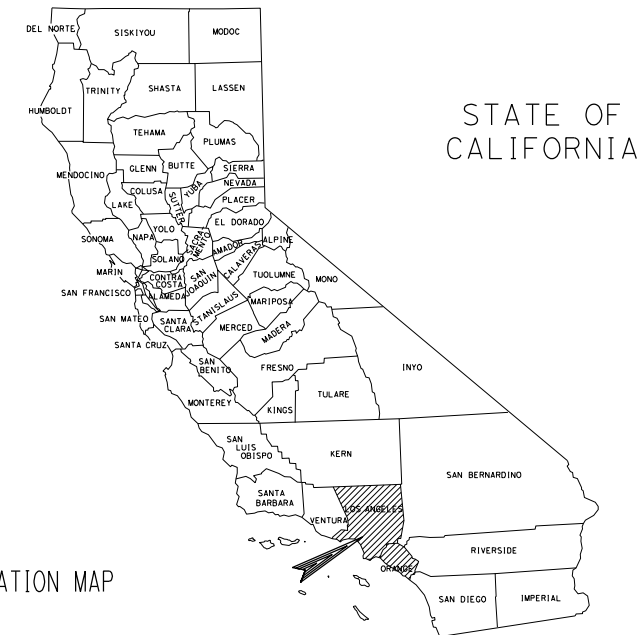 STATE OF
CALIFORNIA
DEL NORTE
SISKIYOU
MODOC
HUMBOLDT
TRINITY
SHASTA
LASSEN
TEHAMA
PLUMAS
MENDOCINO
GLENN
BUTTE
SIERRA
NEVADA
YUBA
PLACER
COLUSA
SUTTER
LAKE
EL DORADO
SONOMA
NAPA
YOLO
SACRA
MENTO
AMADOR
ALPINE
SOLANO
CALAVERAS
MARIN
CONTRA
COSTA
SAN
JOAQUIN
TUOLUMNE
MONO
SAN FRANCISCO
ALAMEDA
STANISLAUS
MARIPOSA
SAN MATEO
SANTA
CLARA
MERCED
MADERA
SANTA CRUZ
SAN
BENITO
FRESNO
INYO
MONTEREY
KINGS
TULARE
SAN
LUIS
OBISPO
KERN
SAN BERNARDINO
SANTA
BARBARA
VENTURA
LOS ANGELES
ORANGE
RIVERSIDE
SAN DIEGO
IMPERIAL
ATION MAP